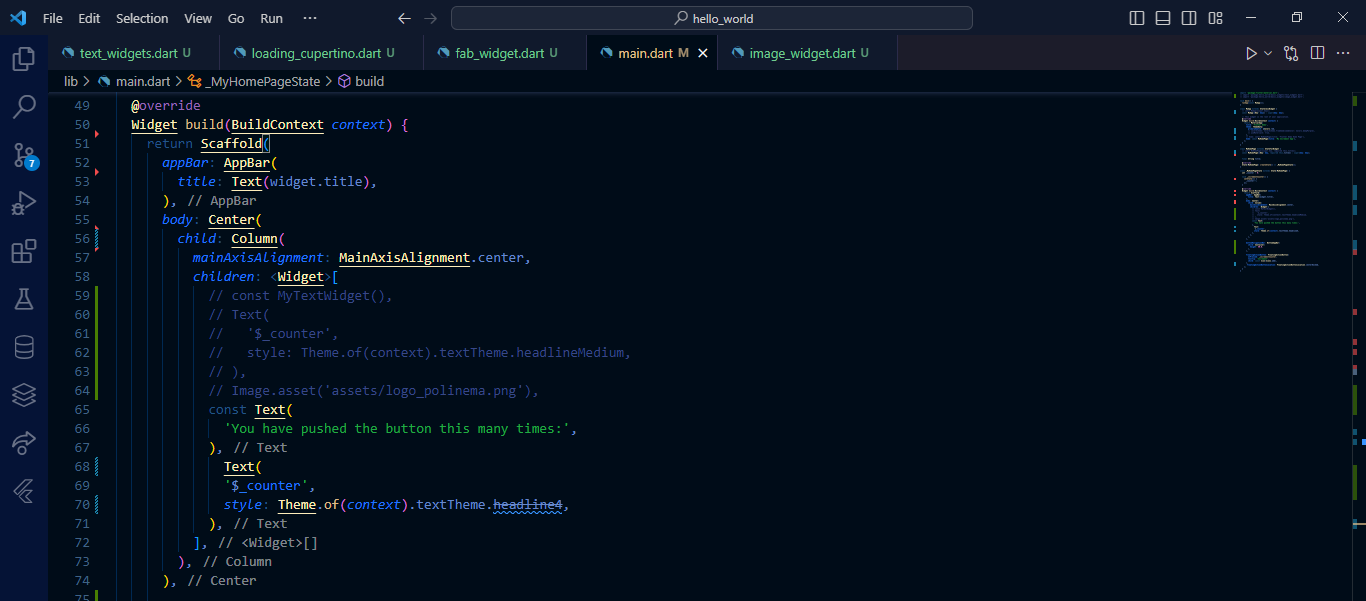 File Edit Selection View Go Run ··· ← → hello_world
text_widgets.dart U loading_cupertino.dart U fab_widget.dart U main.dart M × image_widget.dart U
lib > main.dart > _MyHomePageState > build
49 @override
50 Widget build(BuildContext context) {
51 return Scaffold(
52 appBar: AppBar(
53 title: Text(widget.title),
54 ), // AppBar
55 body: Center(
56 child: Column(
57 mainAxisAlignment: MainAxisAlignment.center,
58 children: <Widget>[
59 // const MyTextWidget(),
60 // Text(
61 //   '$_counter',
62 //   style: Theme.of(context).textTheme.headlineMedium,
63 // ),
64 // Image.asset('assets/logo_polinema.png'),
65 const Text(
66 'You have pushed the button this many times:',
67 ), // Text
68 Text(
69 '$_counter',
70 style: Theme.of(context).textTheme.headline4,
71 ), // Text
72 ], // <Widget>[]
73 ), // Column
74 ), // Center
75
7